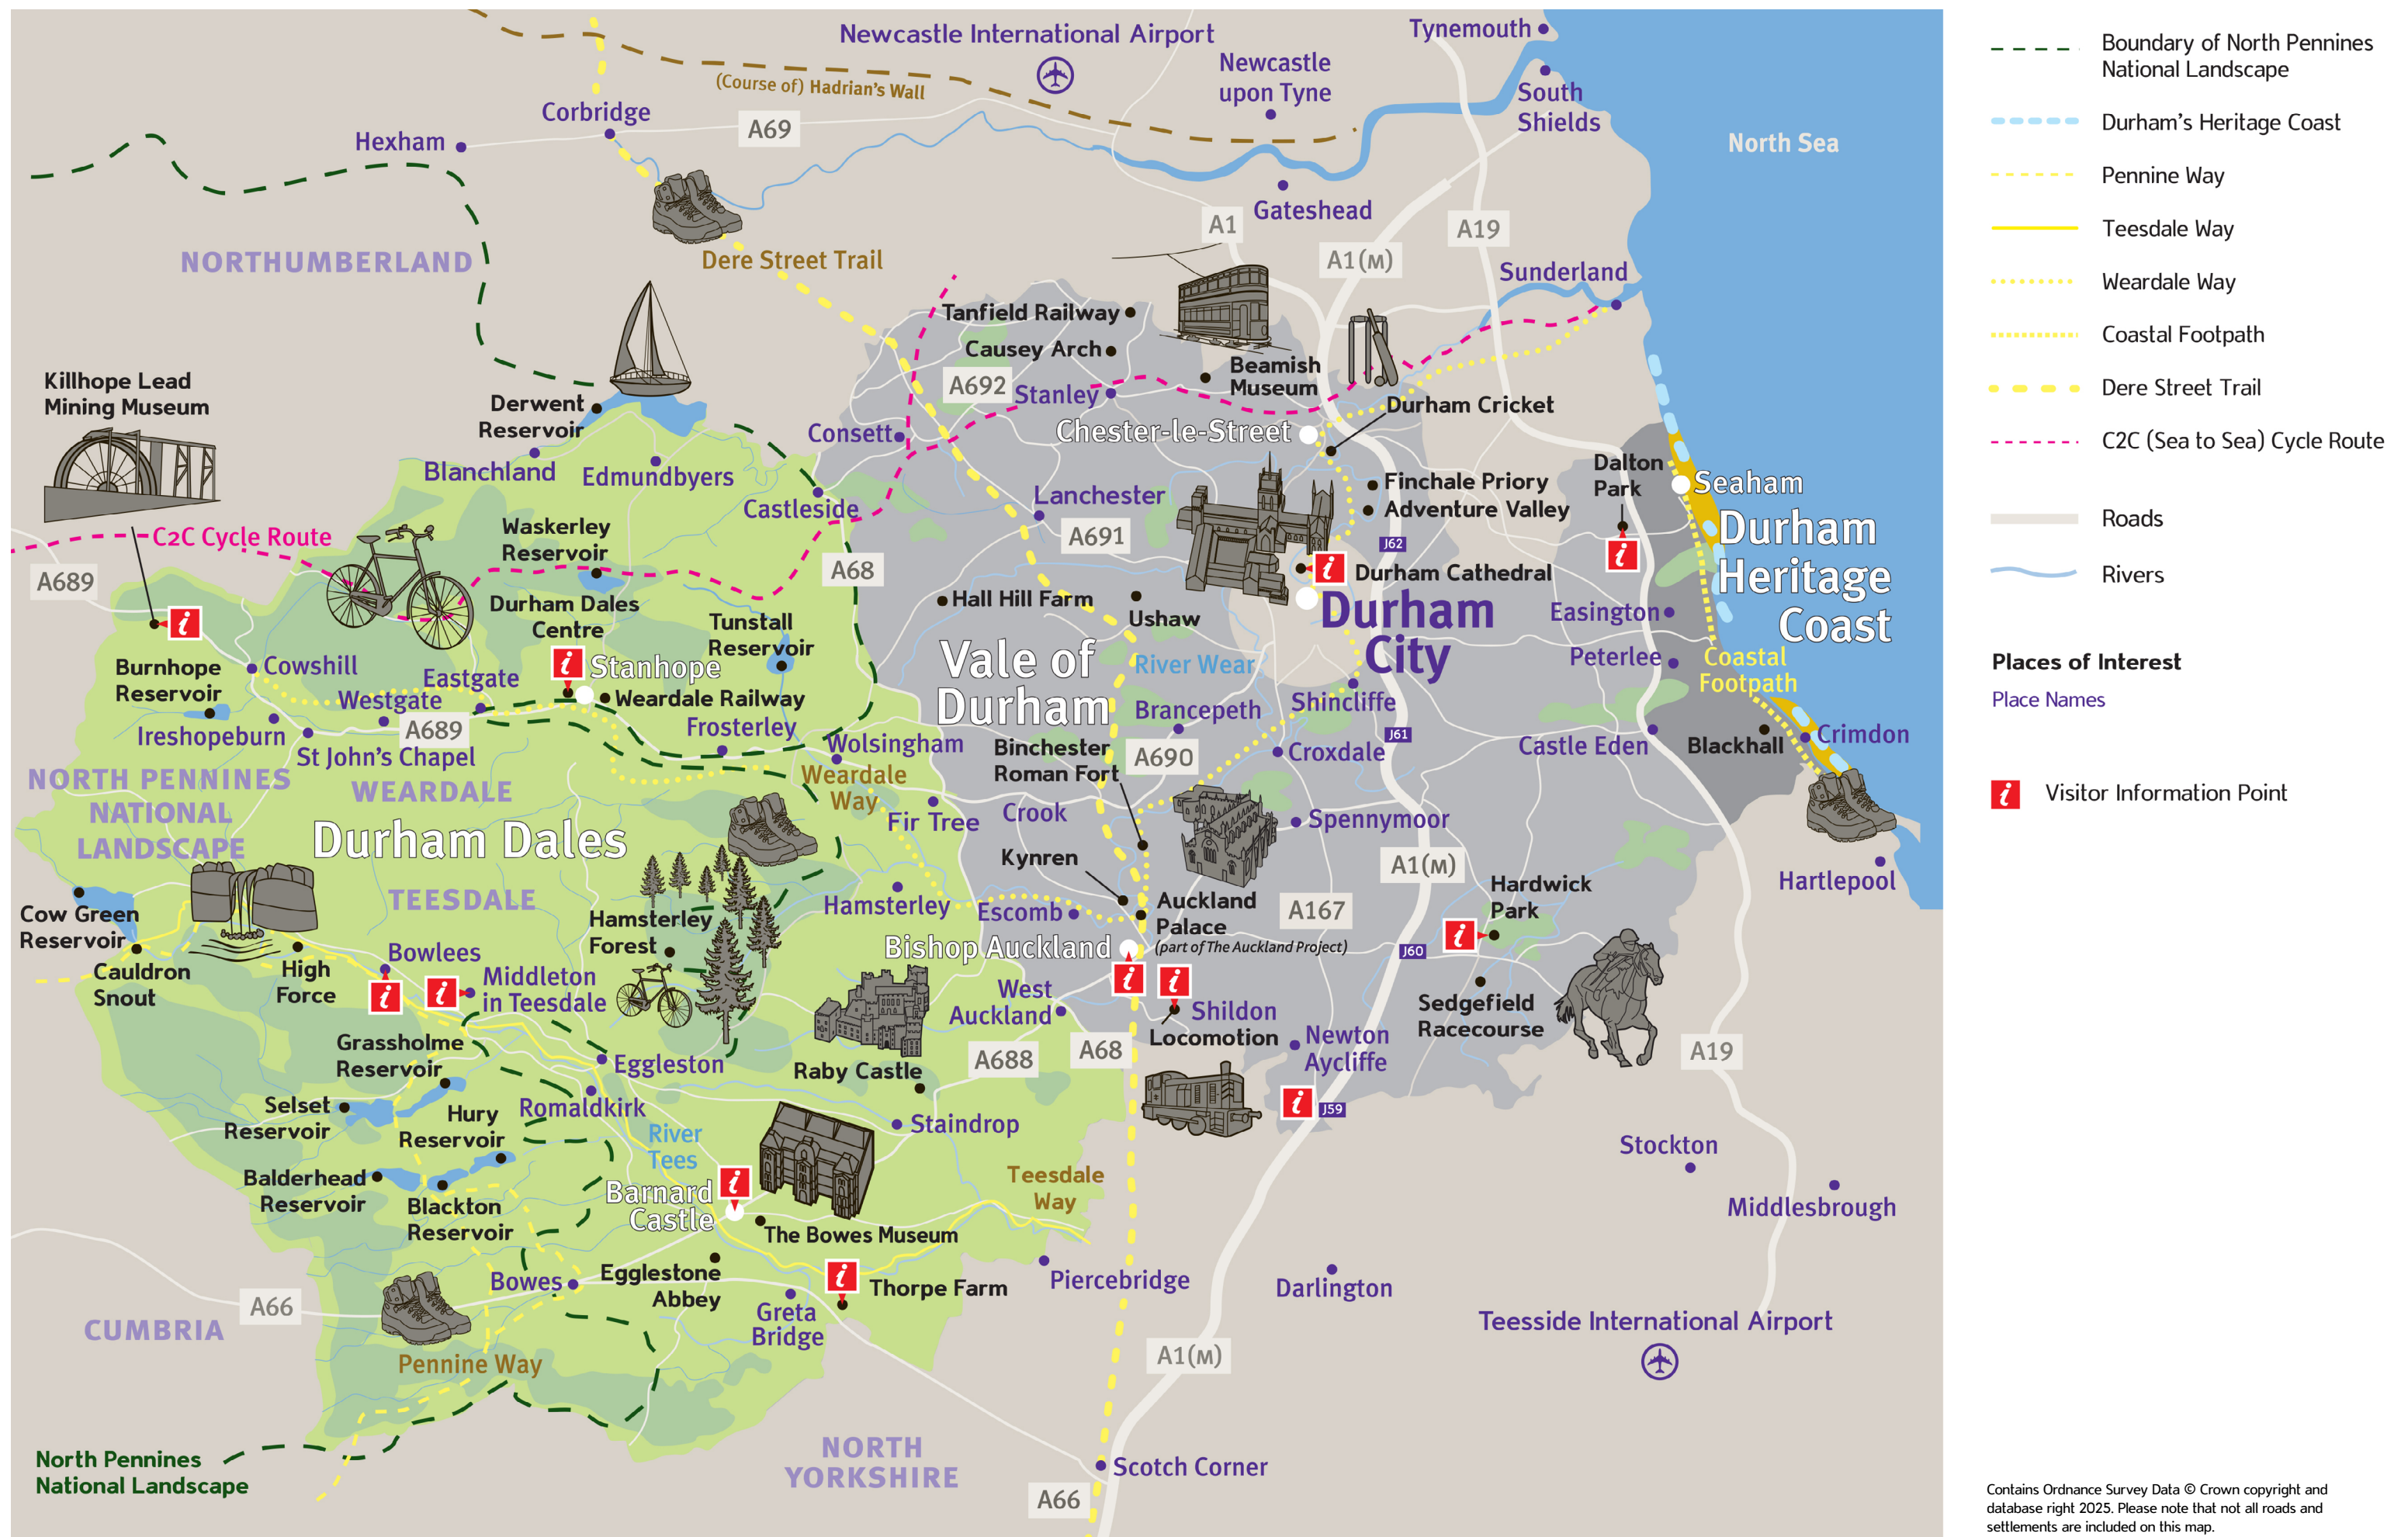 Newcastle International Airport
Tynemouth
Newcastle
upon Tyne
South
Shields
(Course of) Hadrian's Wall
Corbridge
Hexham
A69
North Sea
Gateshead
A1
A19
A1(M)
NORTHUMBERLAND
Dere Street Trail
Sunderland
Tanfield Railway
Causey Arch
Beamish
Museum
A692
Stanley
Killhope Lead
Mining Museum
Derwent
Reservoir
Durham Cricket
Consett
Chester-le-Street
Blanchland
Edmundbyers
Dalton
Park
Seaham
Finchale Priory
Adventure Valley
Lanchester
Castleside
Durham
Heritage
Coast
C2C Cycle Route
Waskerley
Reservoir
A691
J62
A689
A68
Durham Cathedral
Hall Hill Farm
Ushaw
Durham
City
Durham Dales
Centre
Tunstall
Reservoir
Easington
Vale of
Durham
River Wear
Peterlee
Coastal
Footpath
Burnhope
Reservoir
Cowshill
Stanhope
Eastgate
Westgate
Weardale Railway
Shincliffe
Brancepeth
A689
Frosterley
Ireshopeburn
St John's Chapel
Wolsingham
Binchester
Roman Fort
A690
Croxdale
J61
Castle Eden
Blackhall
Crimdon
NORTH PENNINES
NATIONAL
LANDSCAPE
WEARDALE
Weardale
Way
Durham Dales
Fir Tree
Crook
Spennymoor
Kynren
A1(M)
Hartlepool
TEESDALE
Cow Green
Reservoir
Hamsterley
Forest
Hamsterley
Escomb
Auckland
Palace
(part of The Auckland Project)
A167
Hardwick
Park
Bishop Auckland
J60
Cauldron
Snout
High
Force
Bowlees
Middleton
in Teesdale
West
Auckland
Shildon
Locomotion
Sedgefield
Racecourse
Grassholme
Reservoir
Eggleston
Raby Castle
A688
A68
Newton
Aycliffe
A19
Selset
Reservoir
Hury
Reservoir
Romaldkirk
Staindrop
J59
River
Tees
Stockton
Balderhead
Reservoir
Blackton
Reservoir
Barnard
Castle
The Bowes Museum
Teesdale
Way
Middlesbrough
Bowes
Egglestone
Abbey
Thorpe Farm
Greta
Bridge
Piercebridge
Darlington
A66
CUMBRIA
Pennine Way
Teesside International Airport
A1(M)
North Pennines
National Landscape
NORTH
YORKSHIRE
Scotch Corner
A66
Boundary of North Pennines
National Landscape
Durham's Heritage Coast
Pennine Way
Teesdale Way
Weardale Way
Coastal Footpath
Dere Street Trail
C2C (Sea to Sea) Cycle Route
Roads
Rivers
Places of Interest
Place Names
i Visitor Information Point
Contains Ordnance Survey Data © Crown copyright and
database right 2025. Please note that not all roads and
settlements are included on this map.